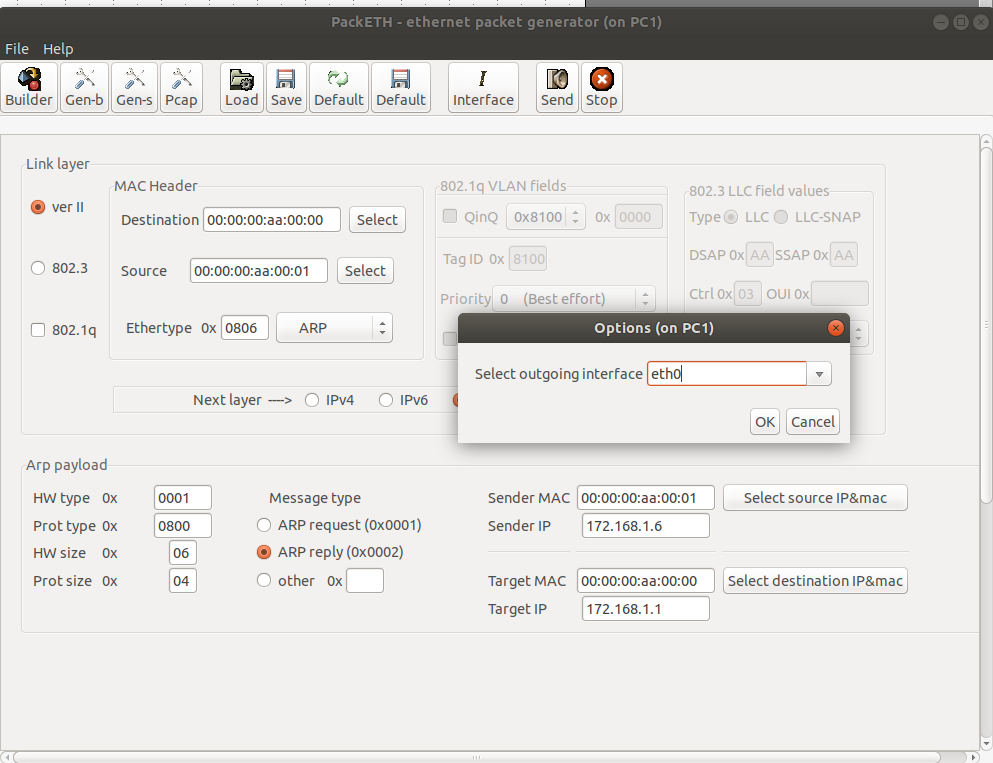 PackETH - ethernet packet generator (on PC1)
File Help
Builder Gen-b Gen-s Pcap Load Save Default Default Interface Send Stop
Link layer
ver II
802.3
802.1q
MAC Header
Destination 00:00:00:aa:00:00 Select
Source 00:00:00:aa:00:01 Select
Ethertype 0x 0806 ARP
802.1q VLAN fields
QinQ 0x8100 0x 0000
Tag ID 0x 8100
Priority 0 (Best effort)
802.3 LLC field values
Type LLC LLC-SNAP
DSAP 0x AA SSAP 0x AA
Ctrl 0x 03 OUI 0x
Next layer ----> IPv4 IPv6
Options (on PC1)
Select outgoing interface eth0
OK Cancel
Arp payload
HW type 0x 0001
Prot type 0x 0800
HW size 0x 06
Prot size 0x 04
Message type
ARP request (0x0001)
ARP reply (0x0002)
other 0x
Sender MAC 00:00:00:aa:00:01 Select source IP&mac
Sender IP 172.168.1.6
Target MAC 00:00:00:aa:00:00 Select destination IP&mac
Target IP 172.168.1.1